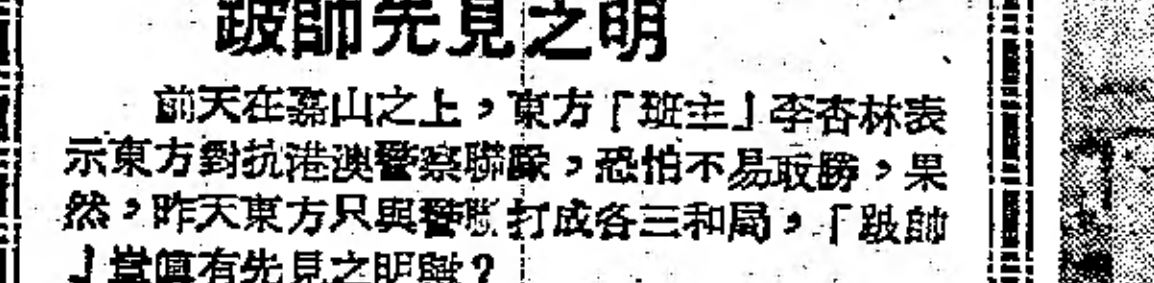 跛帥先見之明
前天在嘉山之上，東方「班主」李杏林表
示東方對抗港澳警察聯隊，恐怕不易取勝，果
然，昨天東方只與警聯打成各三和局，「跛帥
」當眞有先見之明歟？